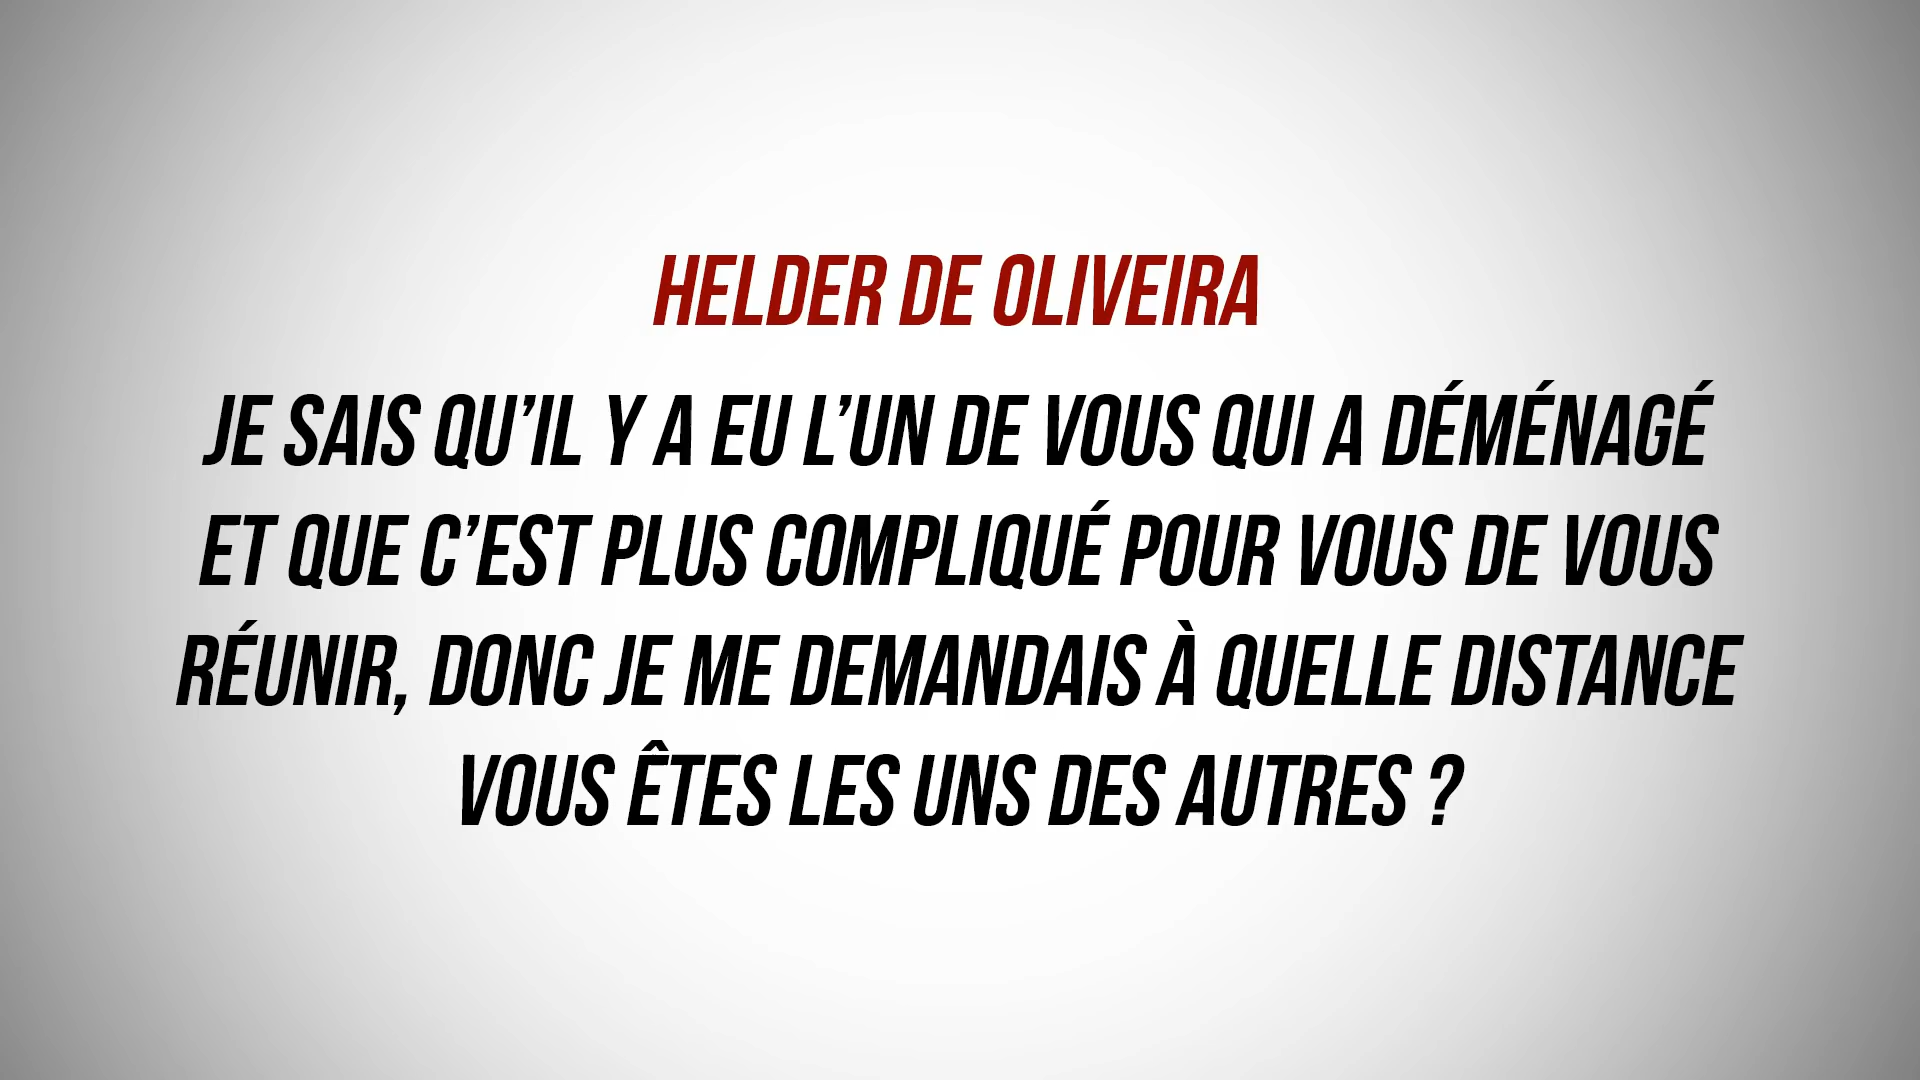 HELDER DE OLIVEIRA
JE SAIS QU’IL Y A EU L’UN DE VOUS QUI A DÉMÉNAGÉ
ET QUE C’EST PLUS COMPLIQUÉ POUR VOUS DE VOUS
RÉUNIR, DONC JE ME DEMANDAIS À QUELLE DISTANCE
VOUS ÊTES LES UNS DES AUTRES ?